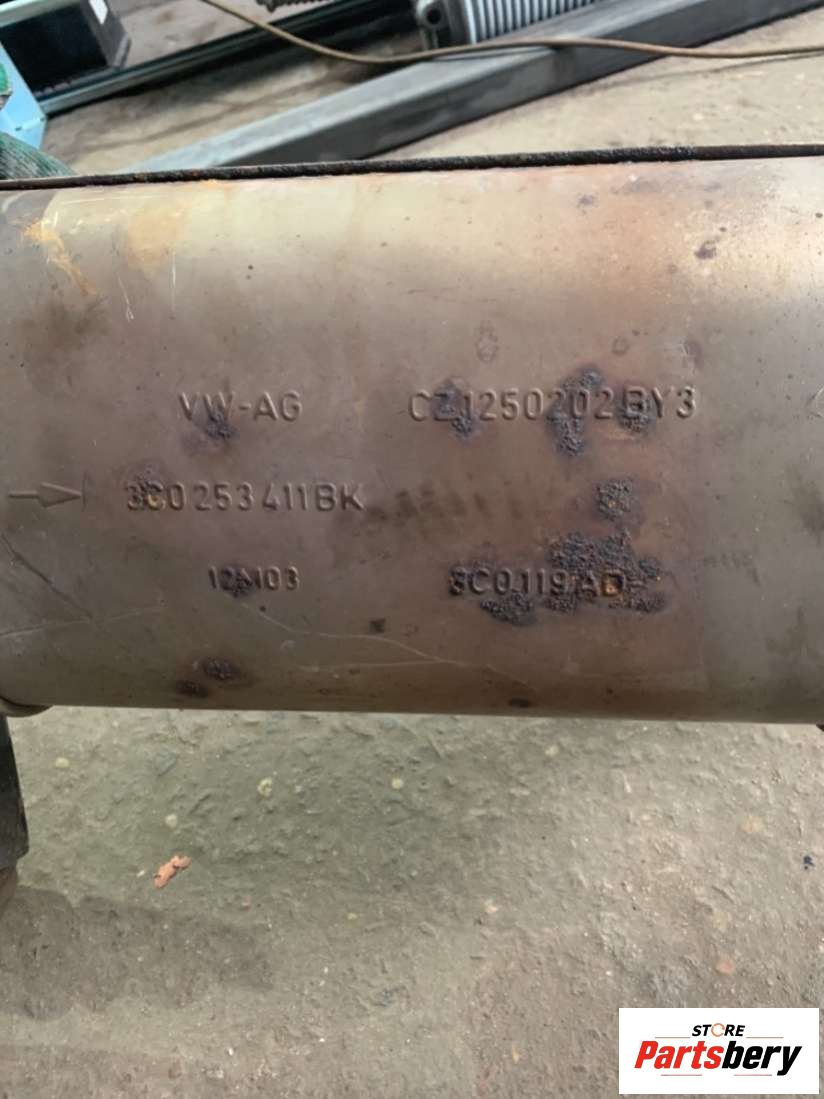 VW-AG CZ1250202BY3
3C0253411BK
12M03 3C0119AD
STORE
Partsbery